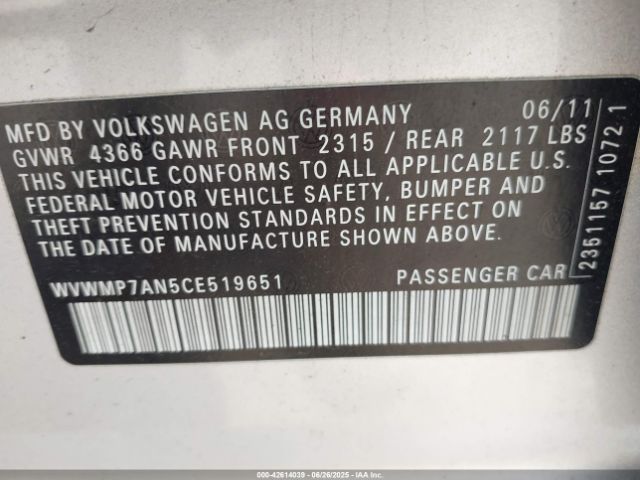 MFD BY VOLKSWAGEN AG GERMANY 06/11
GVWR 4366 GAWR FRONT 2315 / REAR 2117 LBS
THIS VEHICLE CONFORMS TO ALL APPLICABLE U.S.
FEDERAL MOTOR VEHICLE SAFETY, BUMPER AND
THEFT PREVENTION STANDARDS IN EFFECT ON
THE DATE OF MANUFACTURE SHOWN ABOVE.
WVWMP7AN5CE519651 PASSENGER CAR
2351157 1072 1
000-42614039 - 06/26/2025 - IAAI.com